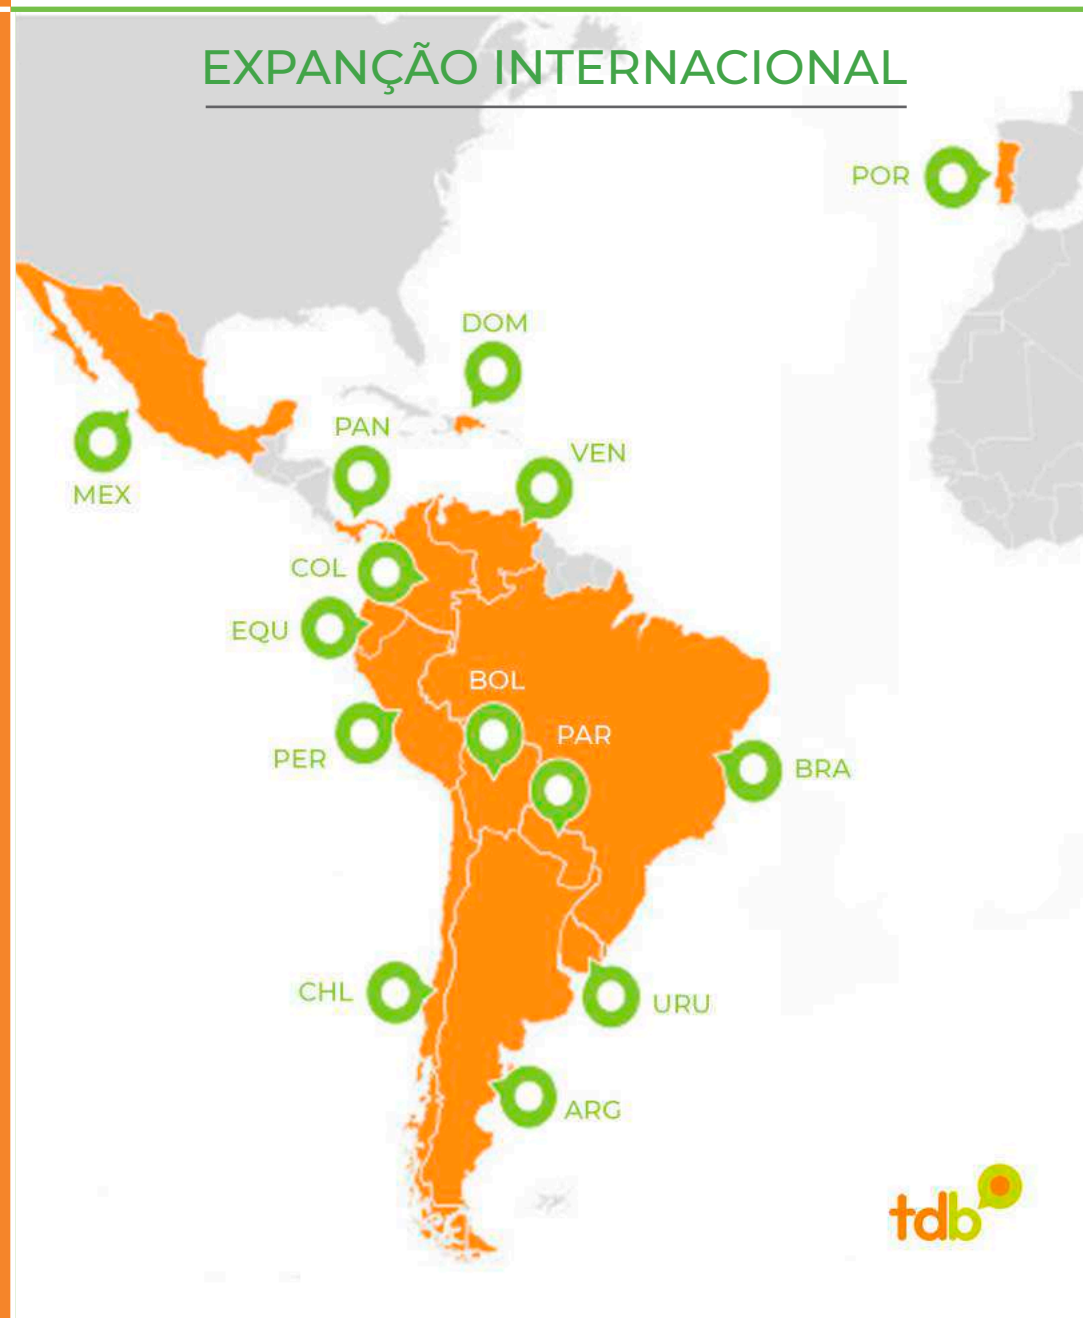 EXPANÇÃO INTERNACIONAL
POR
DOM
PAN
VEN
MEX
COL
EQU
BOL
PAR
PER
BRA
CHL
URU
ARG
tdb